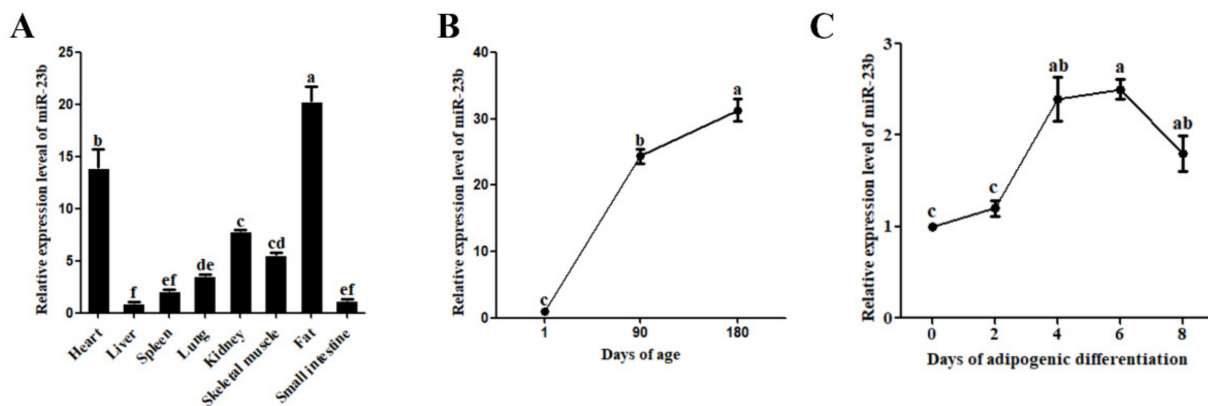 A
Relative expression leveal of miR-23b
25
20
15
10
5
0
b
f
ef
de
c
cd
a
ef
Heart
Liver
Spleen
Lung
Kidney
Skeletal muscle
Fat
Small intestine
B
Relative expression level of miR-23b
40
30
20
10
0
c
b
a
1
90
180
Days of age
C
Relative expression level of miR-23b
3
2
1
0
c
c
ab
a
ab
0
2
4
6
8
Days of adipogenic differentiation